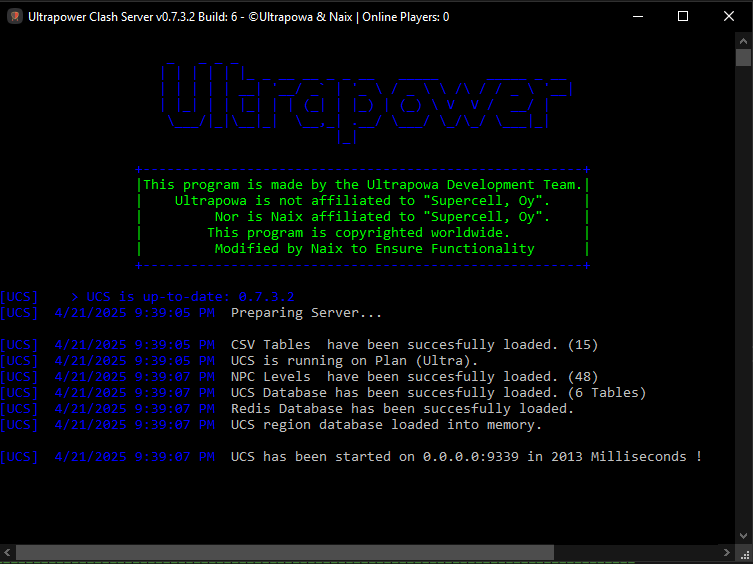 Ultrapower Clash Server v0.7.3.2 Build: 6 - ©Ultrapowa & Naix | Online Players: 0
Ultrapower
This program is made by the Ultrapowa Development Team.
Ultrapowa is not affiliated to "Supercell, Oy".
Nor is Naix affiliated to "Supercell, Oy".
This program is copyrighted worldwide.
Modified by Naix to Ensure Functionality
[UCS] > UCS is up-to-date: 0.7.3.2
[UCS] 4/21/2025 9:39:05 PM Preparing Server...
[UCS] 4/21/2025 9:39:05 PM CSV Tables have been succesfully loaded. (15)
[UCS] 4/21/2025 9:39:05 PM UCS is running on Plan (Ultra).
[UCS] 4/21/2025 9:39:07 PM NPC Levels have been succesfully loaded. (48)
[UCS] 4/21/2025 9:39:07 PM UCS Database has been succesfully loaded. (6 Tables)
[UCS] 4/21/2025 9:39:07 PM Redis Database has been succesfully loaded.
[UCS] 4/21/2025 9:39:07 PM UCS region database loaded into memory.
[UCS] 4/21/2025 9:39:07 PM UCS has been started on 0.0.0.0:9339 in 2013 Milliseconds !